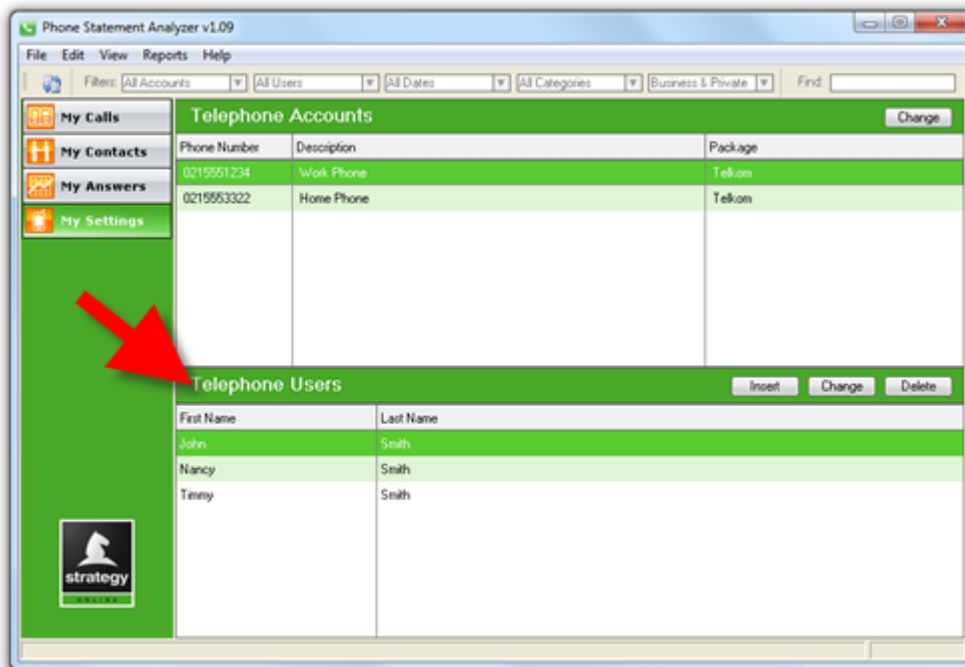 Phone Statement Analyzer v1.09
File Edit View Reports Help
Filters: All Accounts All Users All Dates All Categories Business & Private Find:
My Calls
My Contacts
My Answers
My Settings
Telephone Accounts Change
Phone Number Description Package
0215551234 Work Phone Telkom
0215553322 Home Phone Telkom
Telephone Users Insert Change Delete
First Name Last Name
John Smith
Nancy Smith
Timmy Smith
strategy
ONLINE